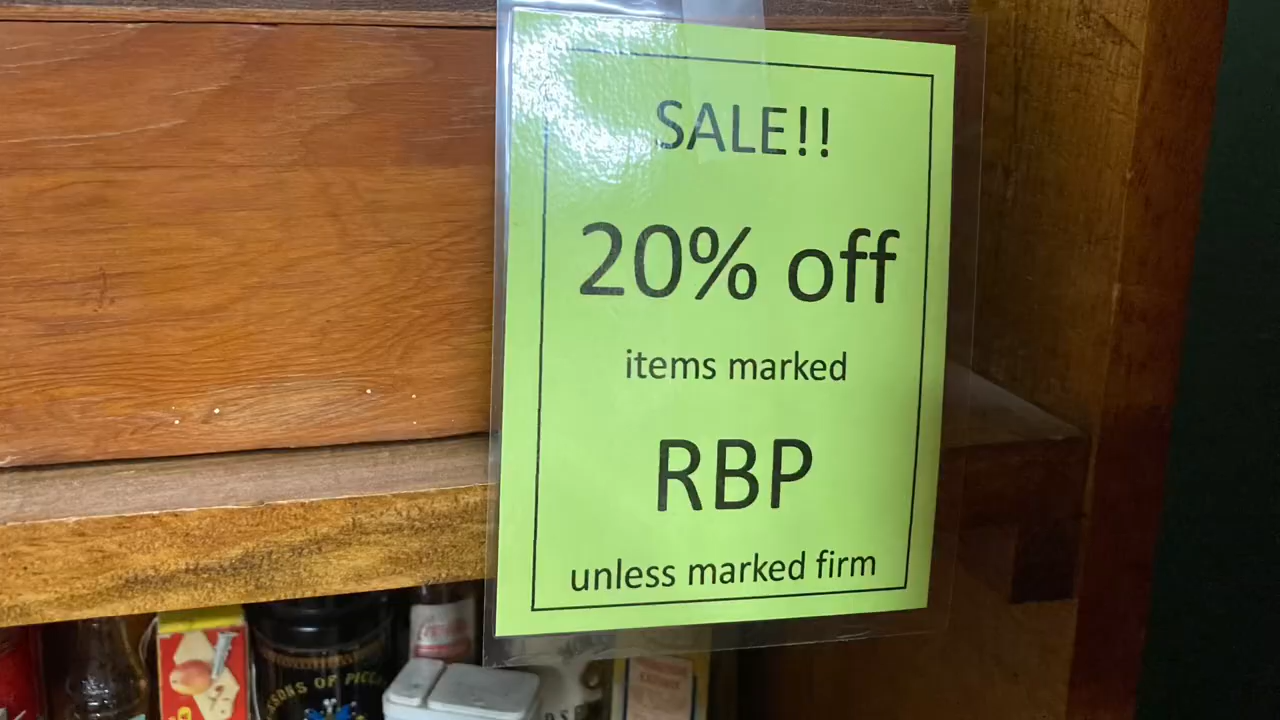 SALE!!
20% off
items marked
RBP
unless marked firm